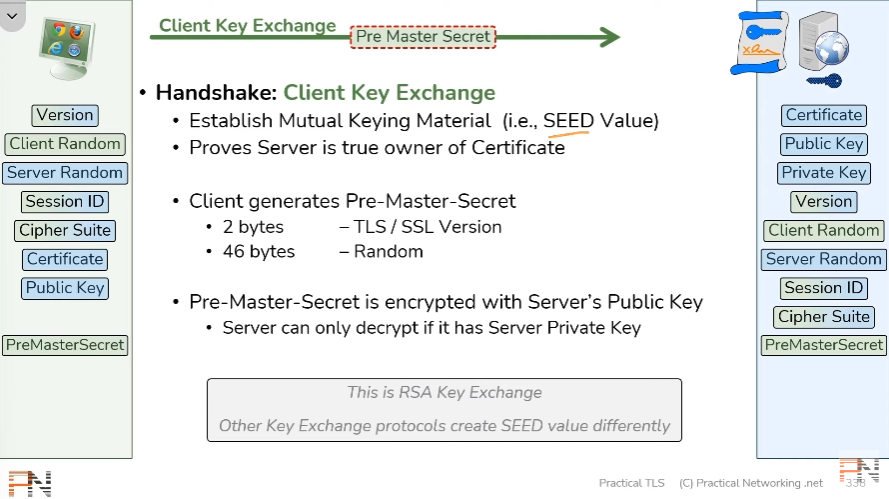 Client Key Exchange
Pre Master Secret
Version
Client Random
Server Random
Session ID
Cipher Suite
Certificate
Public Key
PreMasterSecret
• Handshake: Client Key Exchange
• Establish Mutual Keying Material (i.e., SEED Value)
• Proves Server is true owner of Certificate
• Client generates Pre-Master-Secret
• 2 bytes – TLS / SSL Version
• 46 bytes – Random
• Pre-Master-Secret is encrypted with Server's Public Key
• Server can only decrypt if it has Server Private Key
This is RSA Key Exchange
Other Key Exchange protocols create SEED value differently
Certificate
Public Key
Private Key
Version
Client Random
Server Random
Session ID
Cipher Suite
PreMasterSecret
PN
Practical TLS (C) Practical Networking .net
PN